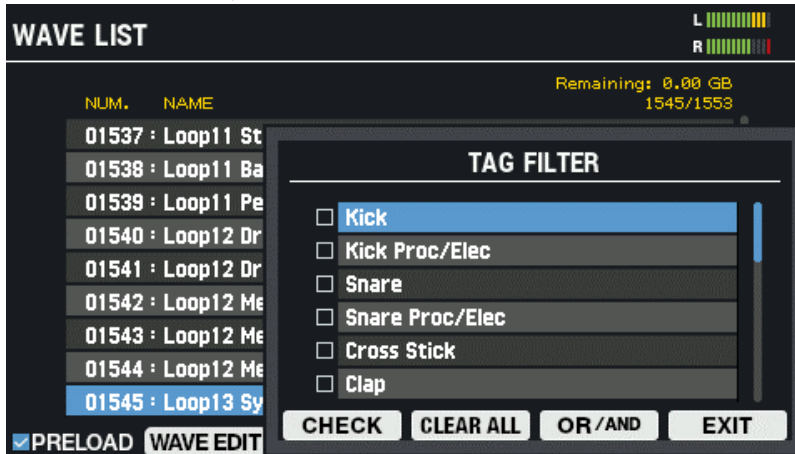 WAVE LIST
L
R
Remaining: 0.00 GB
NUM. NAME 1545/1553
01537 : Loop11 St
01538 : Loop11 Ba
01539 : Loop11 Pe
01540 : Loop12 Dr
01541 : Loop12 Dr
01542 : Loop12 Me
01543 : Loop12 Me
01544 : Loop12 Me
01545 : Loop13 Sy
PRELOAD WAVE EDIT
TAG FILTER
Kick
Kick Proc/Elec
Snare
Snare Proc/Elec
Cross Stick
Clap
CHECK CLEAR ALL OR/AND EXIT